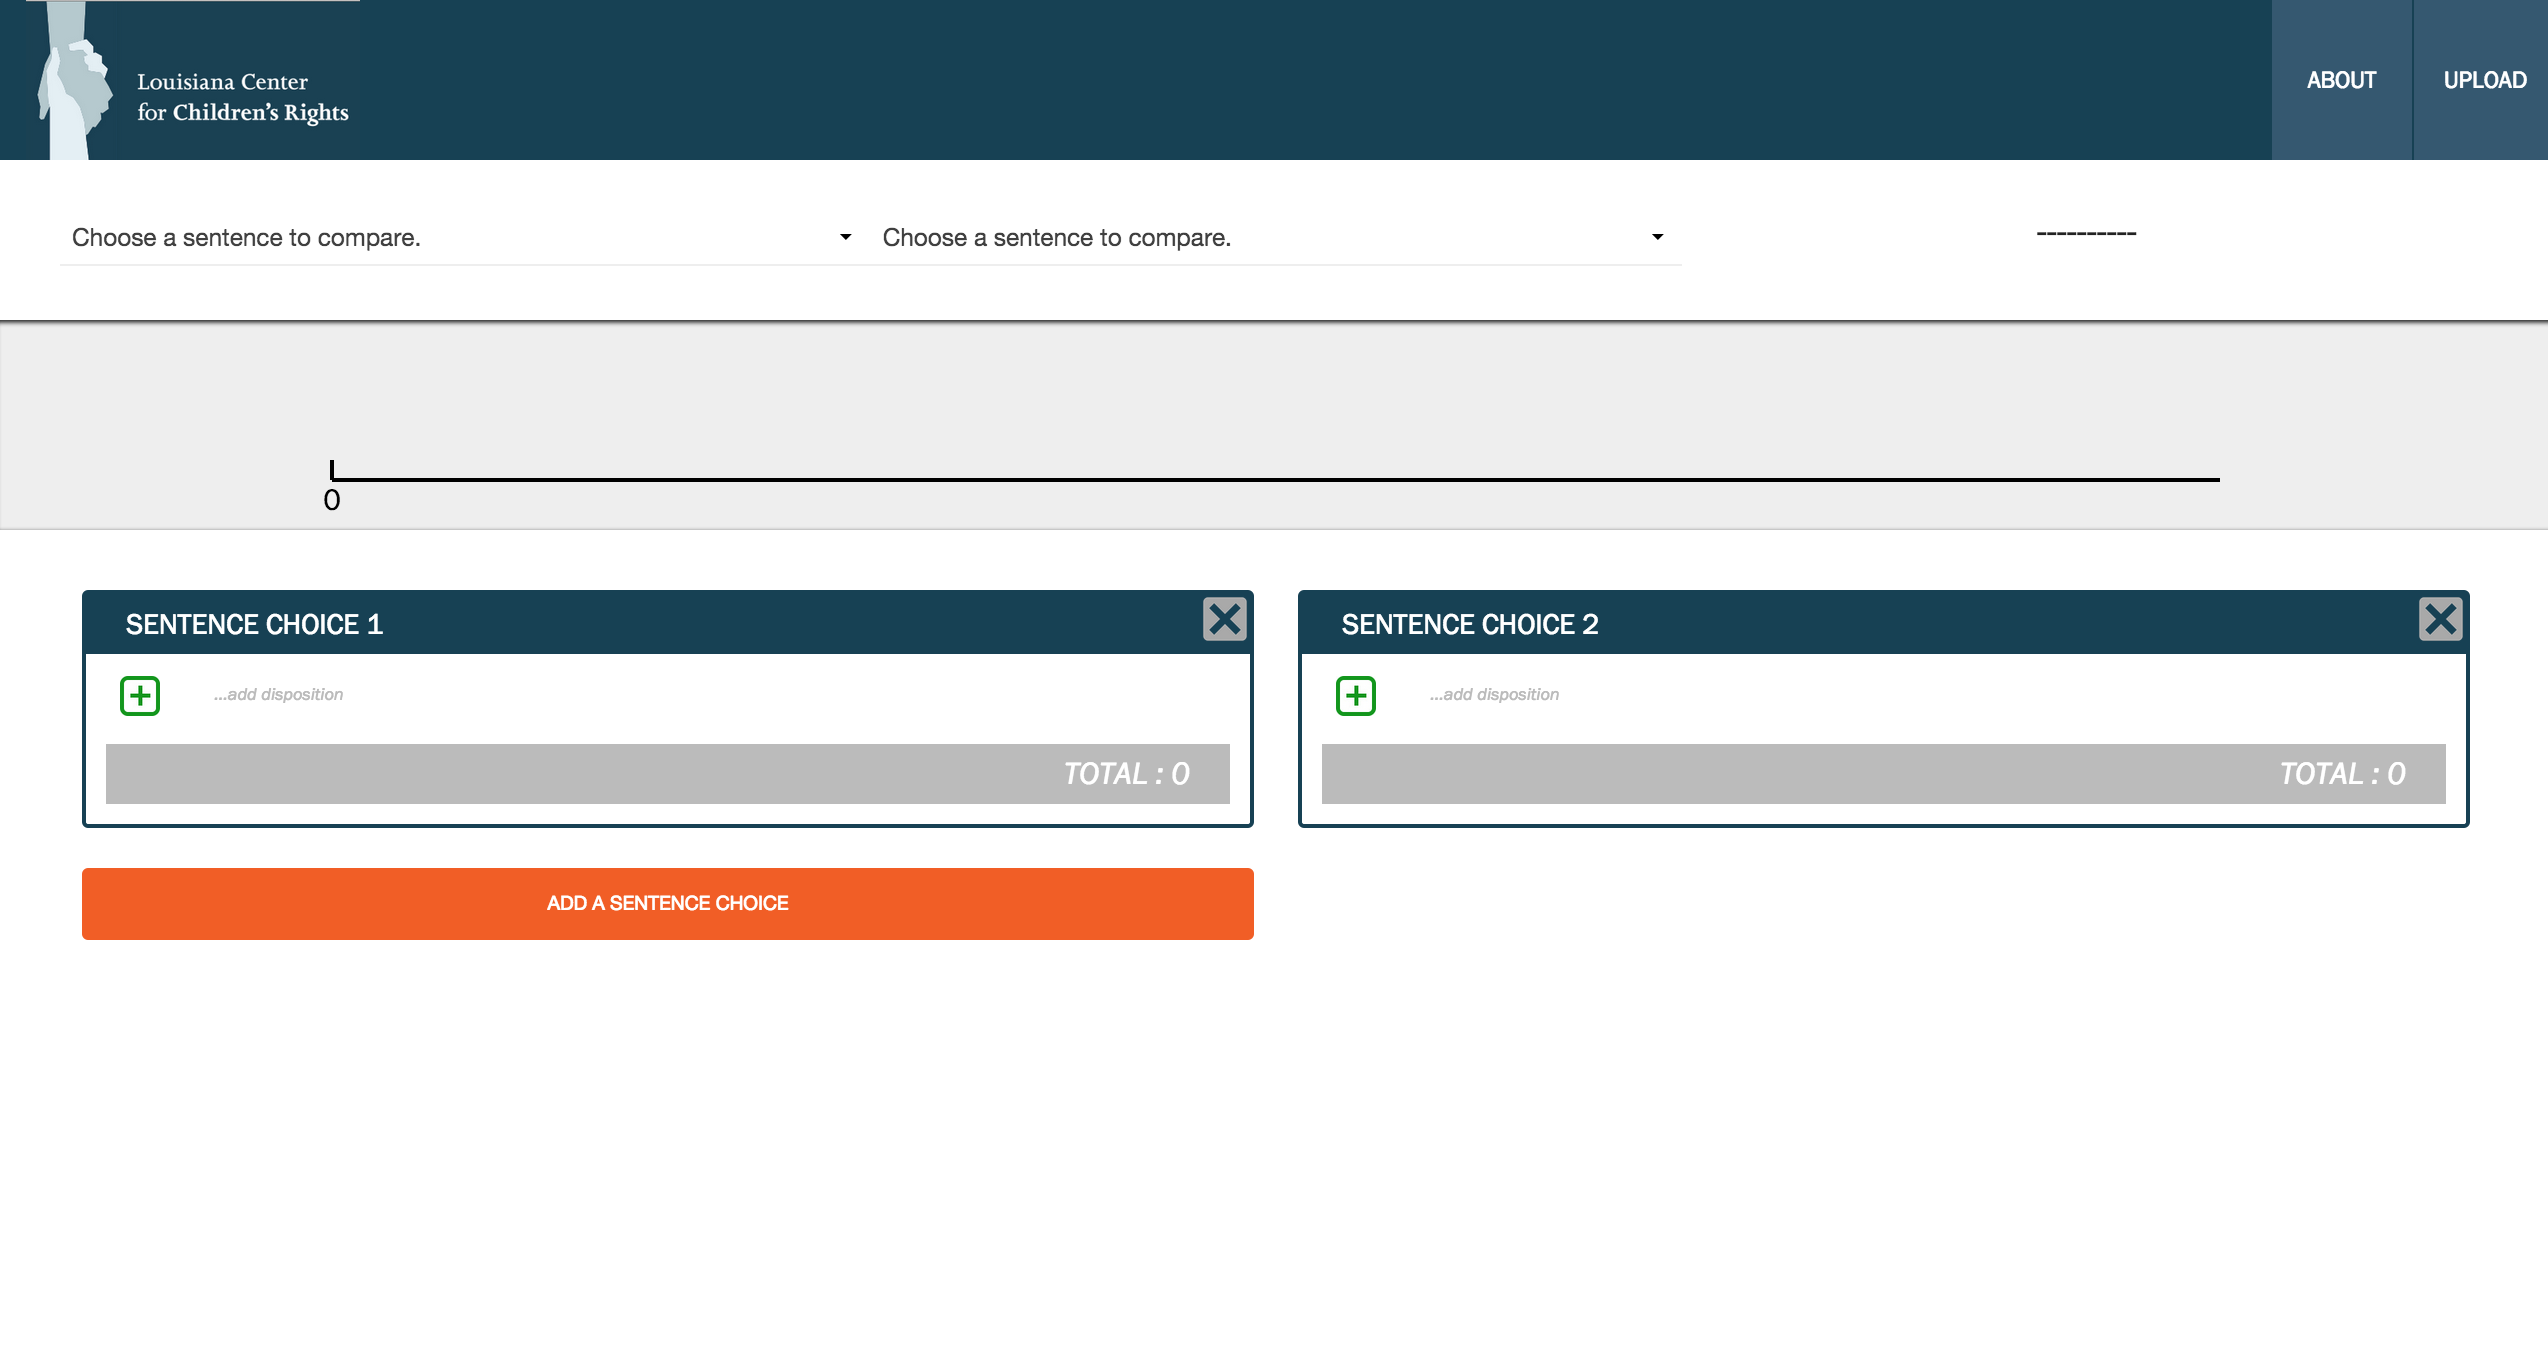 Louisiana Center
for Children's Rights
ABOUT
UPLOAD
Choose a sentence to compare.
Choose a sentence to compare.
----------
0
SENTENCE CHOICE 1
...add disposition
TOTAL : 0
SENTENCE CHOICE 2
...add disposition
TOTAL : 0
ADD A SENTENCE CHOICE